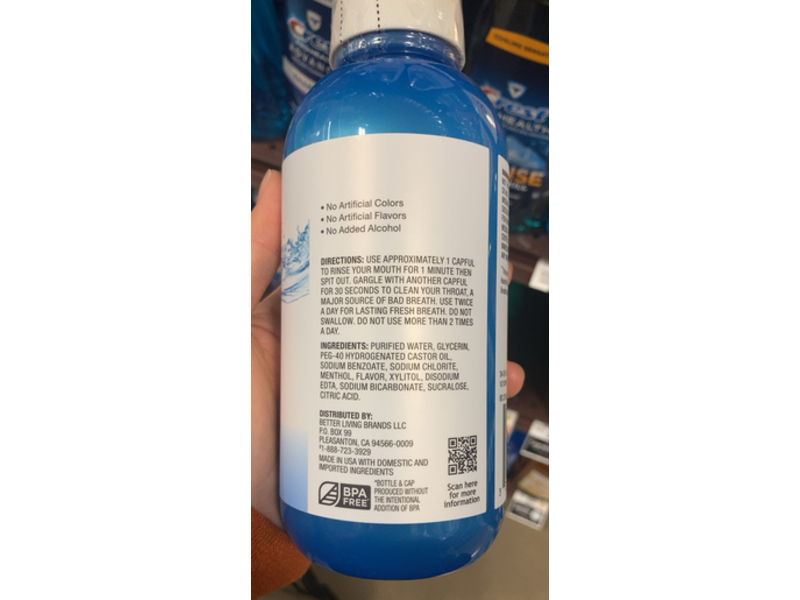 • No Artificial Colors
• No Artificial Flavors
• No Added Alcohol
DIRECTIONS: USE APPROXIMATELY 1 CAPFUL
TO RINSE YOUR MOUTH FOR 1 MINUTE THEN
SPIT OUT. GARGLE WITH ANOTHER CAPFUL
FOR 30 SECONDS TO CLEAN YOUR THROAT, A
MAJOR SOURCE OF BAD BREATH. USE TWICE
A DAY FOR LASTING FRESH BREATH. DO NOT
SWALLOW. DO NOT USE MORE THAN 2 TIMES
A DAY.
INGREDIENTS: PURIFIED WATER, GLYCERIN,
PEG-40 HYDROGENATED CASTOR OIL,
SODIUM BENZOATE, SODIUM CHLORITE,
MENTHOL, FLAVOR, XYLITOL, DISODIUM
EDTA, SODIUM BICARBONATE, SUCRALOSE,
CITRIC ACID.
DISTRIBUTED BY:
BETTER LIVING BRANDS LLC
P.O. BOX 99
PLEASANTON, CA 94566-0009
1-888-723-3929
MADE IN USA WITH DOMESTIC AND
IMPORTED INGREDIENTS
BPA
FREE*
*BOTTLE & CAP
PRODUCED WITHOUT
THE INTENTIONAL
ADDITION OF BPA
Scan here
for more
information
COOLING
HEALTH